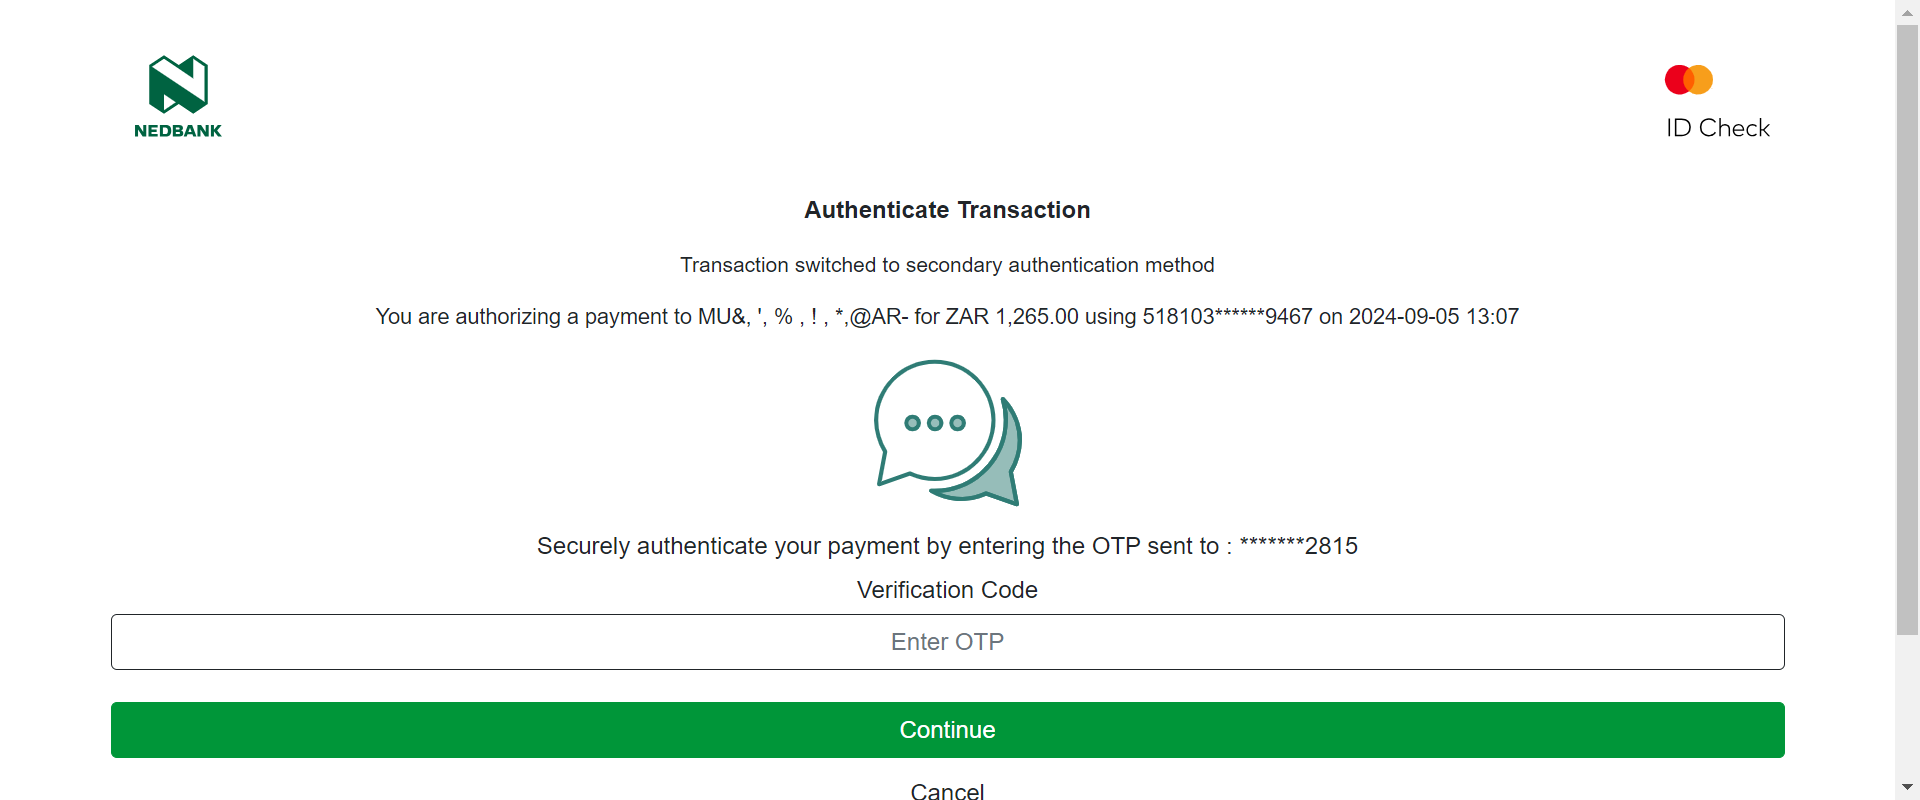 NEDBANK
ID Check
Authenticate Transaction
Transaction switched to secondary authentication method
You are authorizing a payment to MU&, ', % , ! , *,@AR- for ZAR 1,265.00 using 518103******9467 on 2024-09-05 13:07
Securely authenticate your payment by entering the OTP sent to : *******2815
Verification Code
Enter OTP
Continue
Cancel